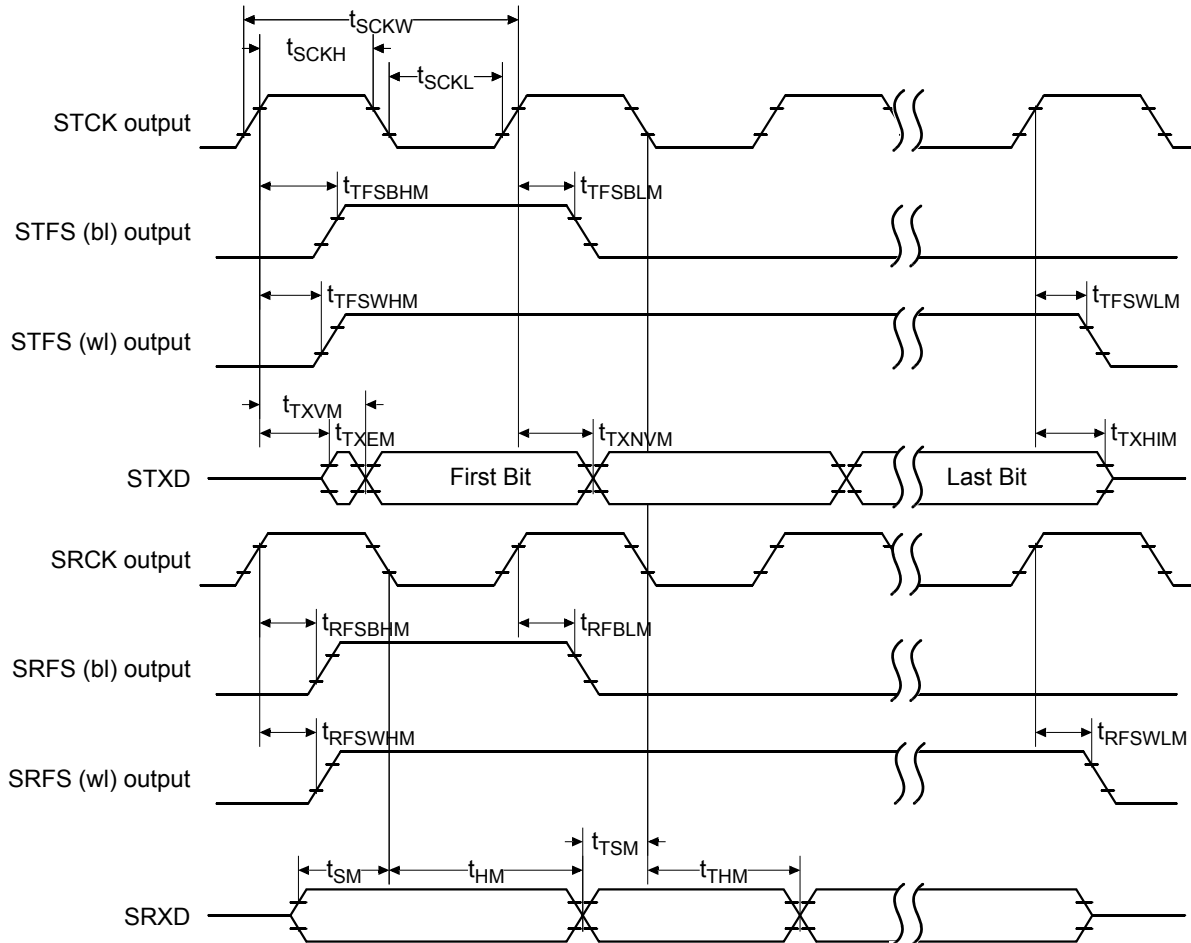 tSCKW
tSCKH
tSCKL
STCK output
tTFSBHM
tTFSBLM
STFS (bl) output
tTFSWHM
tTFSWLM
STFS (wl) output
tTXVM
tTXEM
tTXNVM
tTXHIM
STXD
First Bit
Last Bit
SRCK output
tRFSBHM
tRFBLM
SRFS (bl) output
tRFSWHM
tRFSWLM
SRFS (wl) output
tTSM
tSM
tHM
tTHM
SRXD